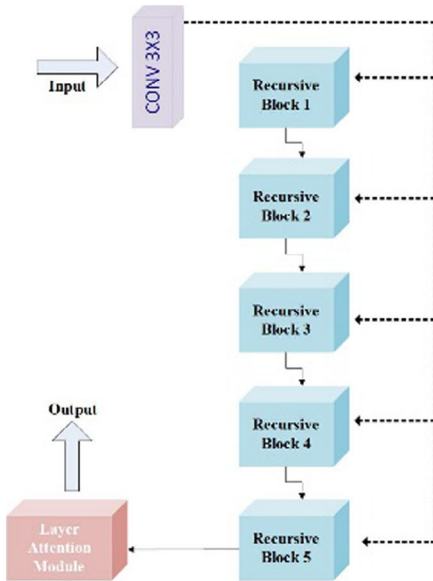 CONV 3X3
Input
Recursive
Block 1
Recursive
Block 2
Recursive
Block 3
Recursive
Block 4
Output
Recursive
Block 5
Layer
Attention
Module